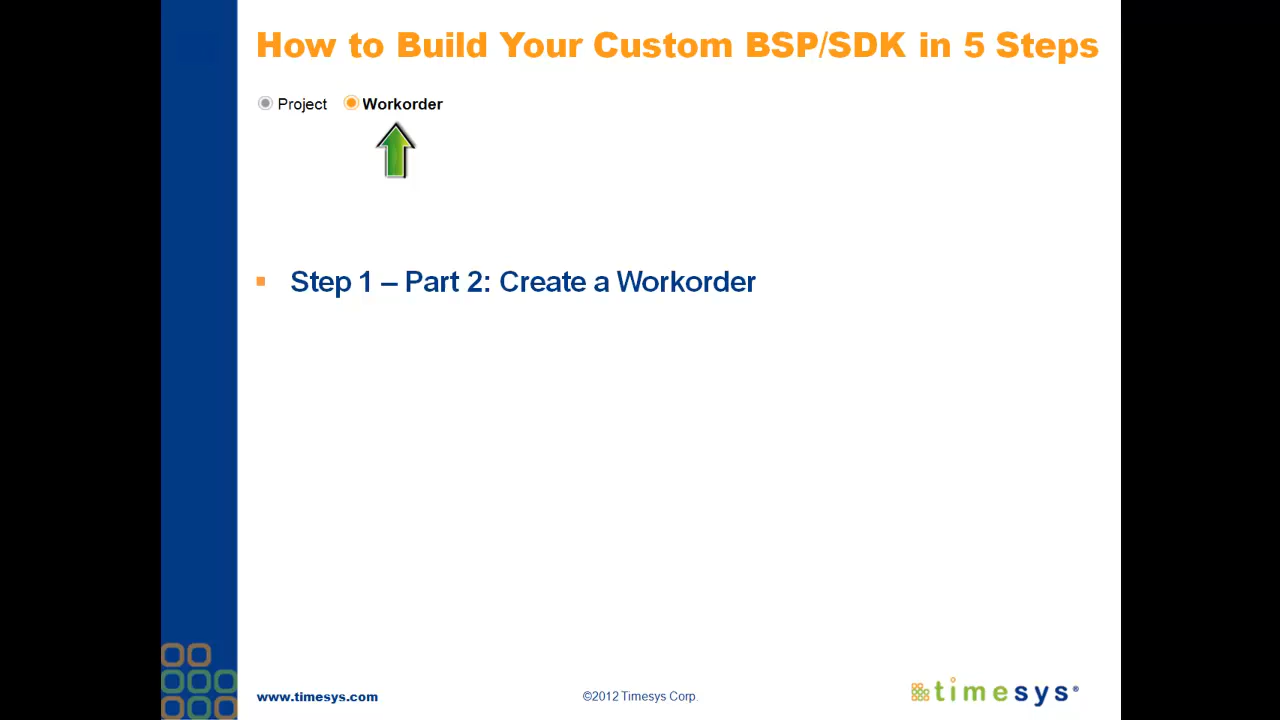 How to Build Your Custom BSP/SDK in 5 Steps
Project Workorder
Step 1 – Part 2: Create a Workorder
www.timesys.com ©2012 Timesys Corp. timesys®